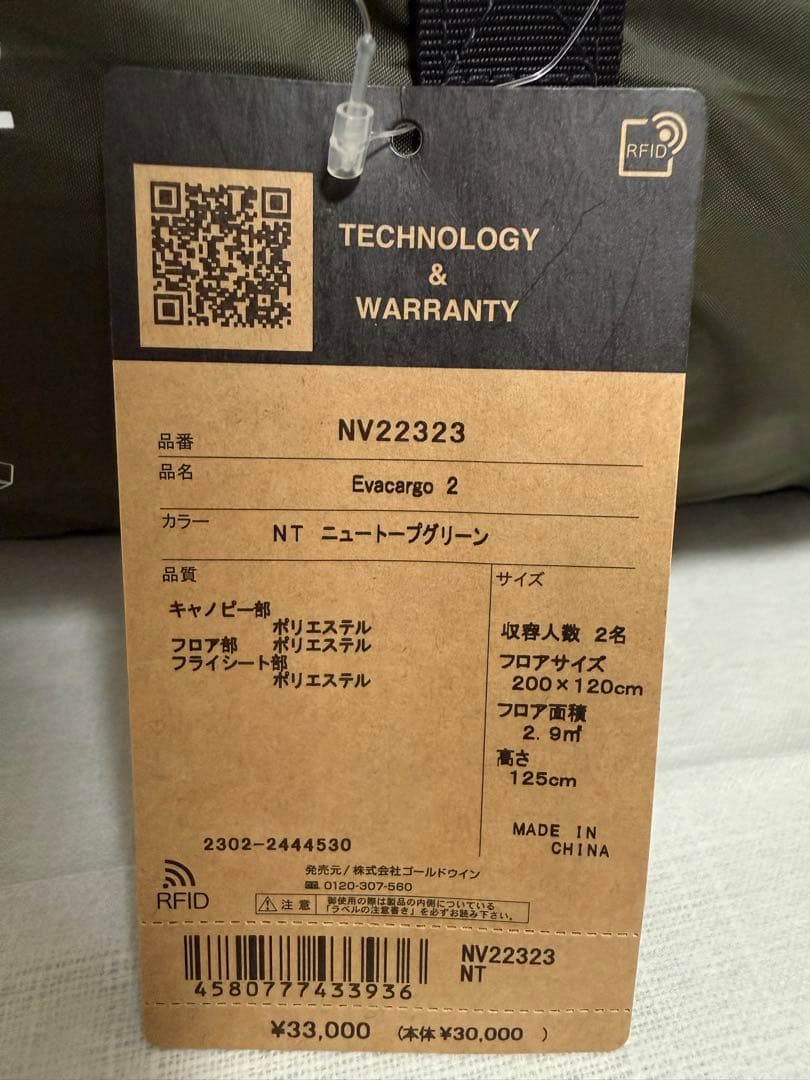 RFID
TECHNOLOGY
&
WARRANTY
品番 NV22323
品名 Evacargo 2
カラー NT ニュートープグリーン
品質
キャノピー部
ポリエステル
フロア部 ポリエステル
フライシート部
ポリエステル
サイズ
収容人数 2名
フロアサイズ
200×120cm
フロア面積
2.9㎡
高さ
125cm
MADE IN
CHINA
2302-2444530
RFID
発売元/株式会社ゴールドウイン
0120-307-560
注意
御使用の際は製品の内側についている
「ラベルの注意書き」を必ずお読み下さい。
4580777433936
NV22323
NT
¥33,000 (本体¥30,000 )